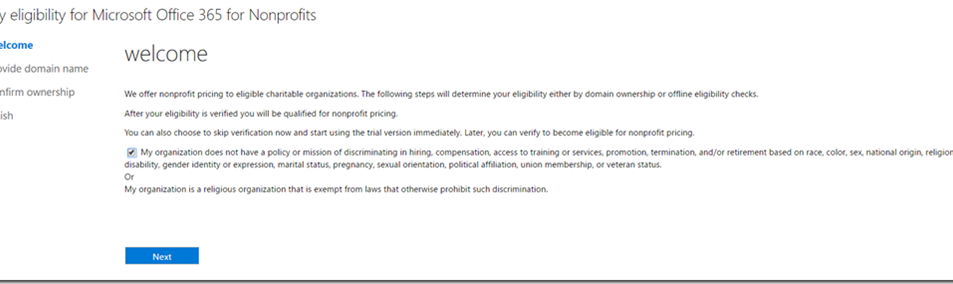 y eligibility for Microsoft Office 365 for Nonprofits
elcome
ovide domain name
nfirm ownership
ish
welcome
We offer nonprofit pricing to eligible charitable organizations. The following steps will determine your eligibility either by domain ownership or offline eligibility checks.
After your eligibility is verified you will be qualified for nonprofit pricing.
You can also choose to skip verification now and start using the trial version immediately. Later, you can verify to become eligible for nonprofit pricing.
My organization does not have a policy or mission of discriminating in hiring, compensation, access to training or services, promotion, termination, and/or retirement based on race, color, sex, national origin, religion
disability, gender identity or expression, marital status, pregnancy, sexual orientation, political affiliation, union membership, or veteran status.
Or
My organization is a religious organization that is exempt from laws that otherwise prohibit such discrimination.
Next